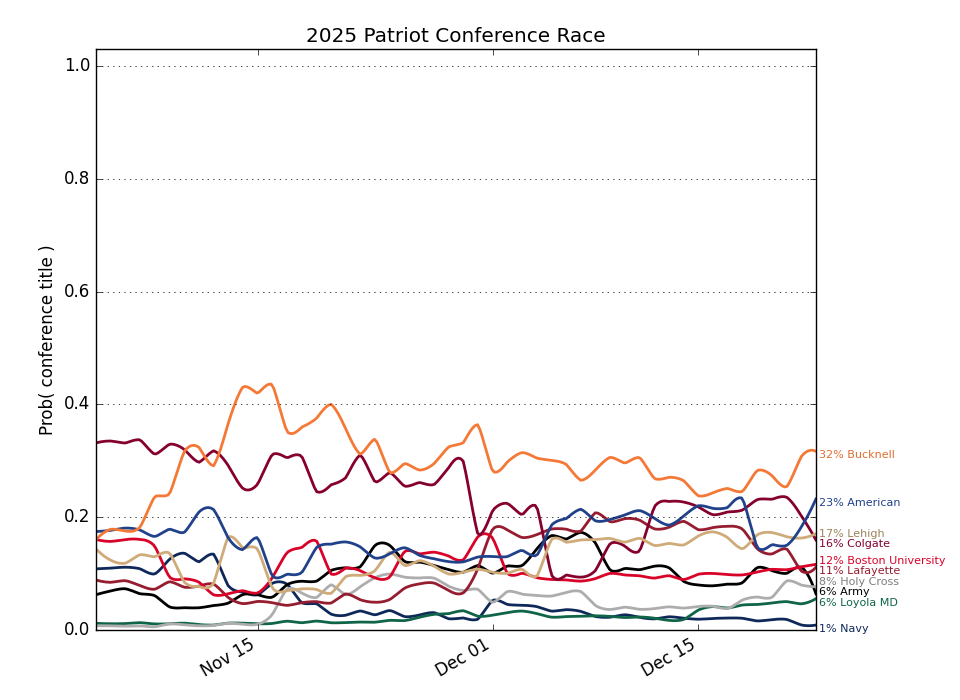 2025 Patriot Conference Race
Prob( conference title )
1.0
0.8
0.6
0.4
0.2
0.0
Nov 15
Dec 01
Dec 15
32% Bucknell
23% American
17% Lehigh
16% Colgate
12% Boston University
11% Lafayette
8% Holy Cross
6% Army
6% Loyola MD
1% Navy